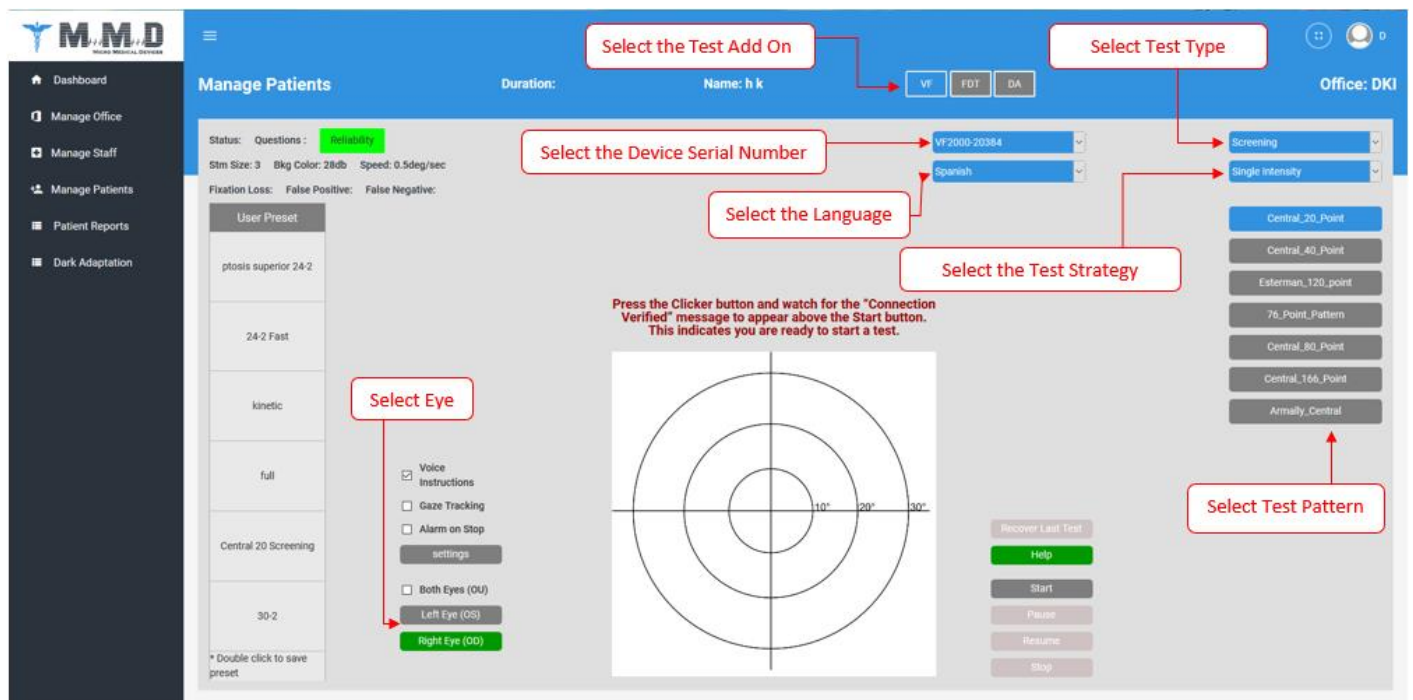 M.M.D
MICRO MEDICAL DEVICES
Dashboard
Manage Office
Manage Staff
Manage Patients
Patient Reports
Dark Adaptation
Select the Test Add On
Select Test Type
D
Manage Patients
Duration:
Name: h k
VF
FDT
DA
Office: DKI
Status: Questions : Reliability
Stm Size: 3 Bkg Color: 28db Speed: 0.5deg/sec
Fixation Loss: False Positive: False Negative:
Select the Device Serial Number
VF2000-20384
Spanish
Screening
Single Intensity
Select the Language
Select the Test Strategy
User Preset
ptosis superior 24-2
24-2 Fast
kinetic
full
Central 20 Screening
30-2
* Double click to save
preset
Select Eye
Voice
Instructions
Gaze Tracking
Alarm on Stop
settings
Both Eyes (OU)
Left Eye (OS)
Right Eye (OD)
Press the Clicker button and watch for the "Connection
Verified" message to appear above the Start button.
This indicates you are ready to start a test.
10°
20°
30°
Recover Last Test
Help
Start
Pause
Resume
Stop
Central_20_Point
Central_40_Point
Esterman_120_point
76_Point_Pattern
Central_80_Point
Central_166_Point
Armally_Central
Select Test Pattern